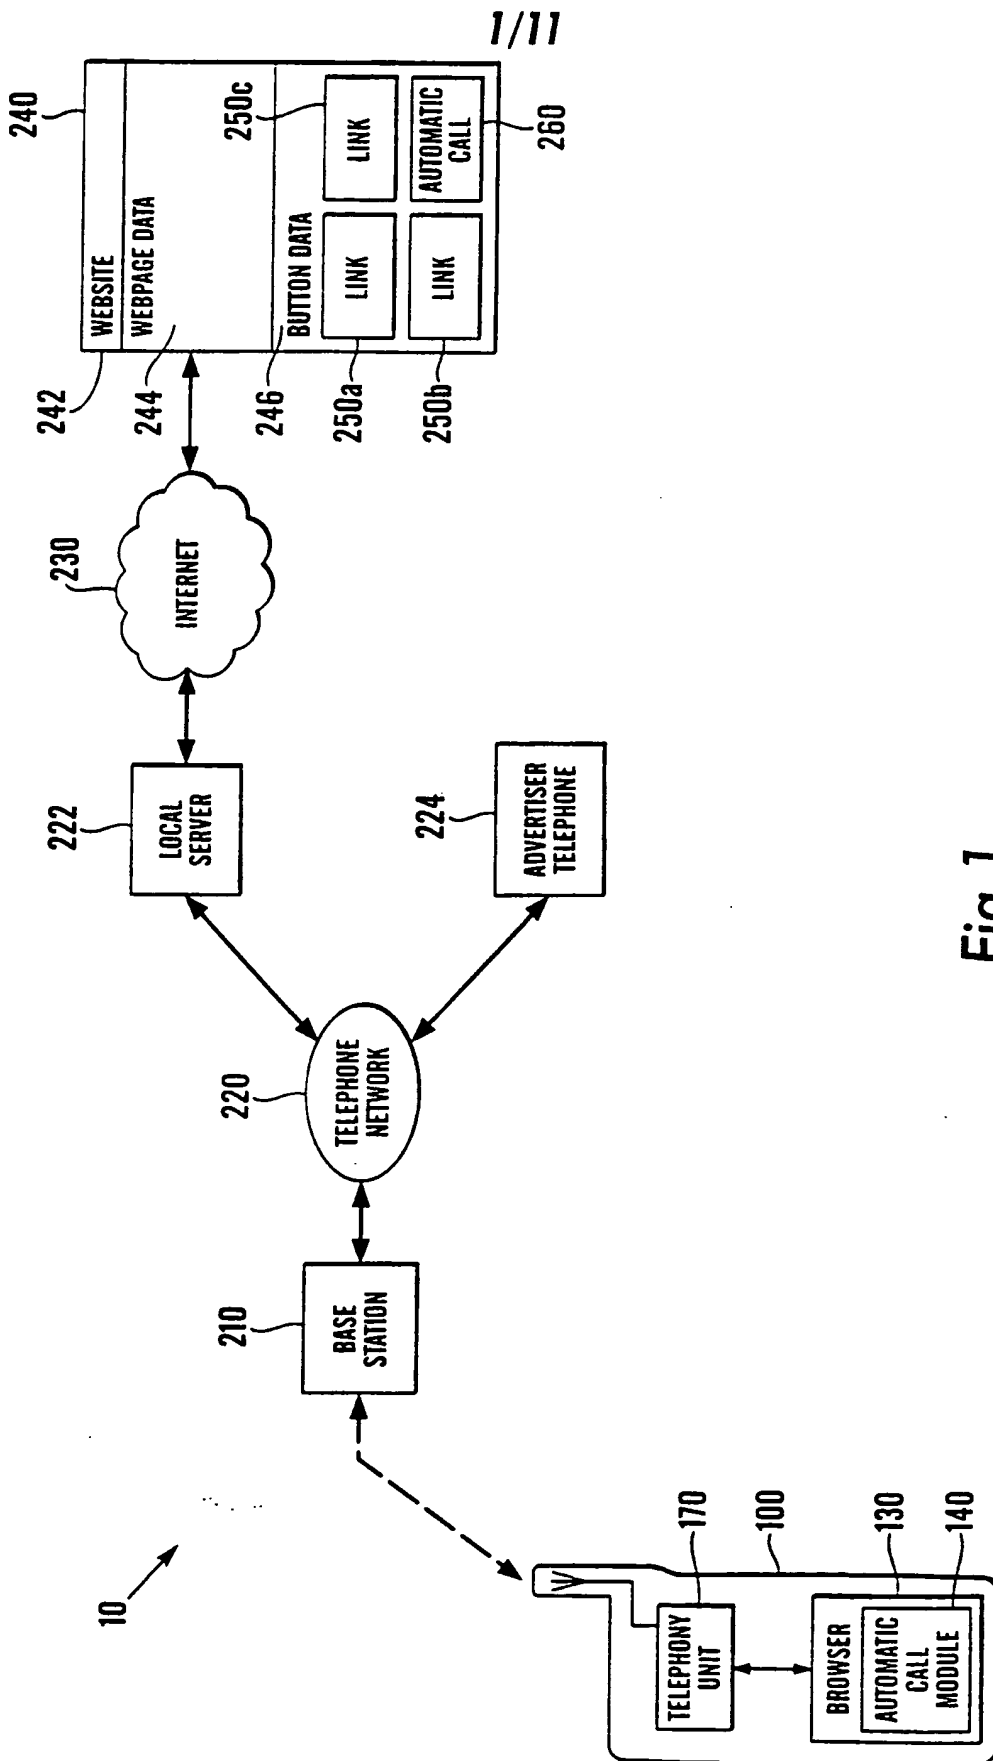 1/11
240
242
WEBSITE
244
WEBPAGE DATA
246
BUTTON DATA
250c
250a
LINK
LINK
250b
LINK
AUTOMATIC
CALL
260
230
INTERNET
222
LOCAL
SERVER
224
ADVERTISER
TELEPHONE
220
TELEPHONE
NETWORK
210
BASE
STATION
10
170
TELEPHONY
UNIT
100
130
BROWSER
140
AUTOMATIC
CALL
MODULE
Fig. 1